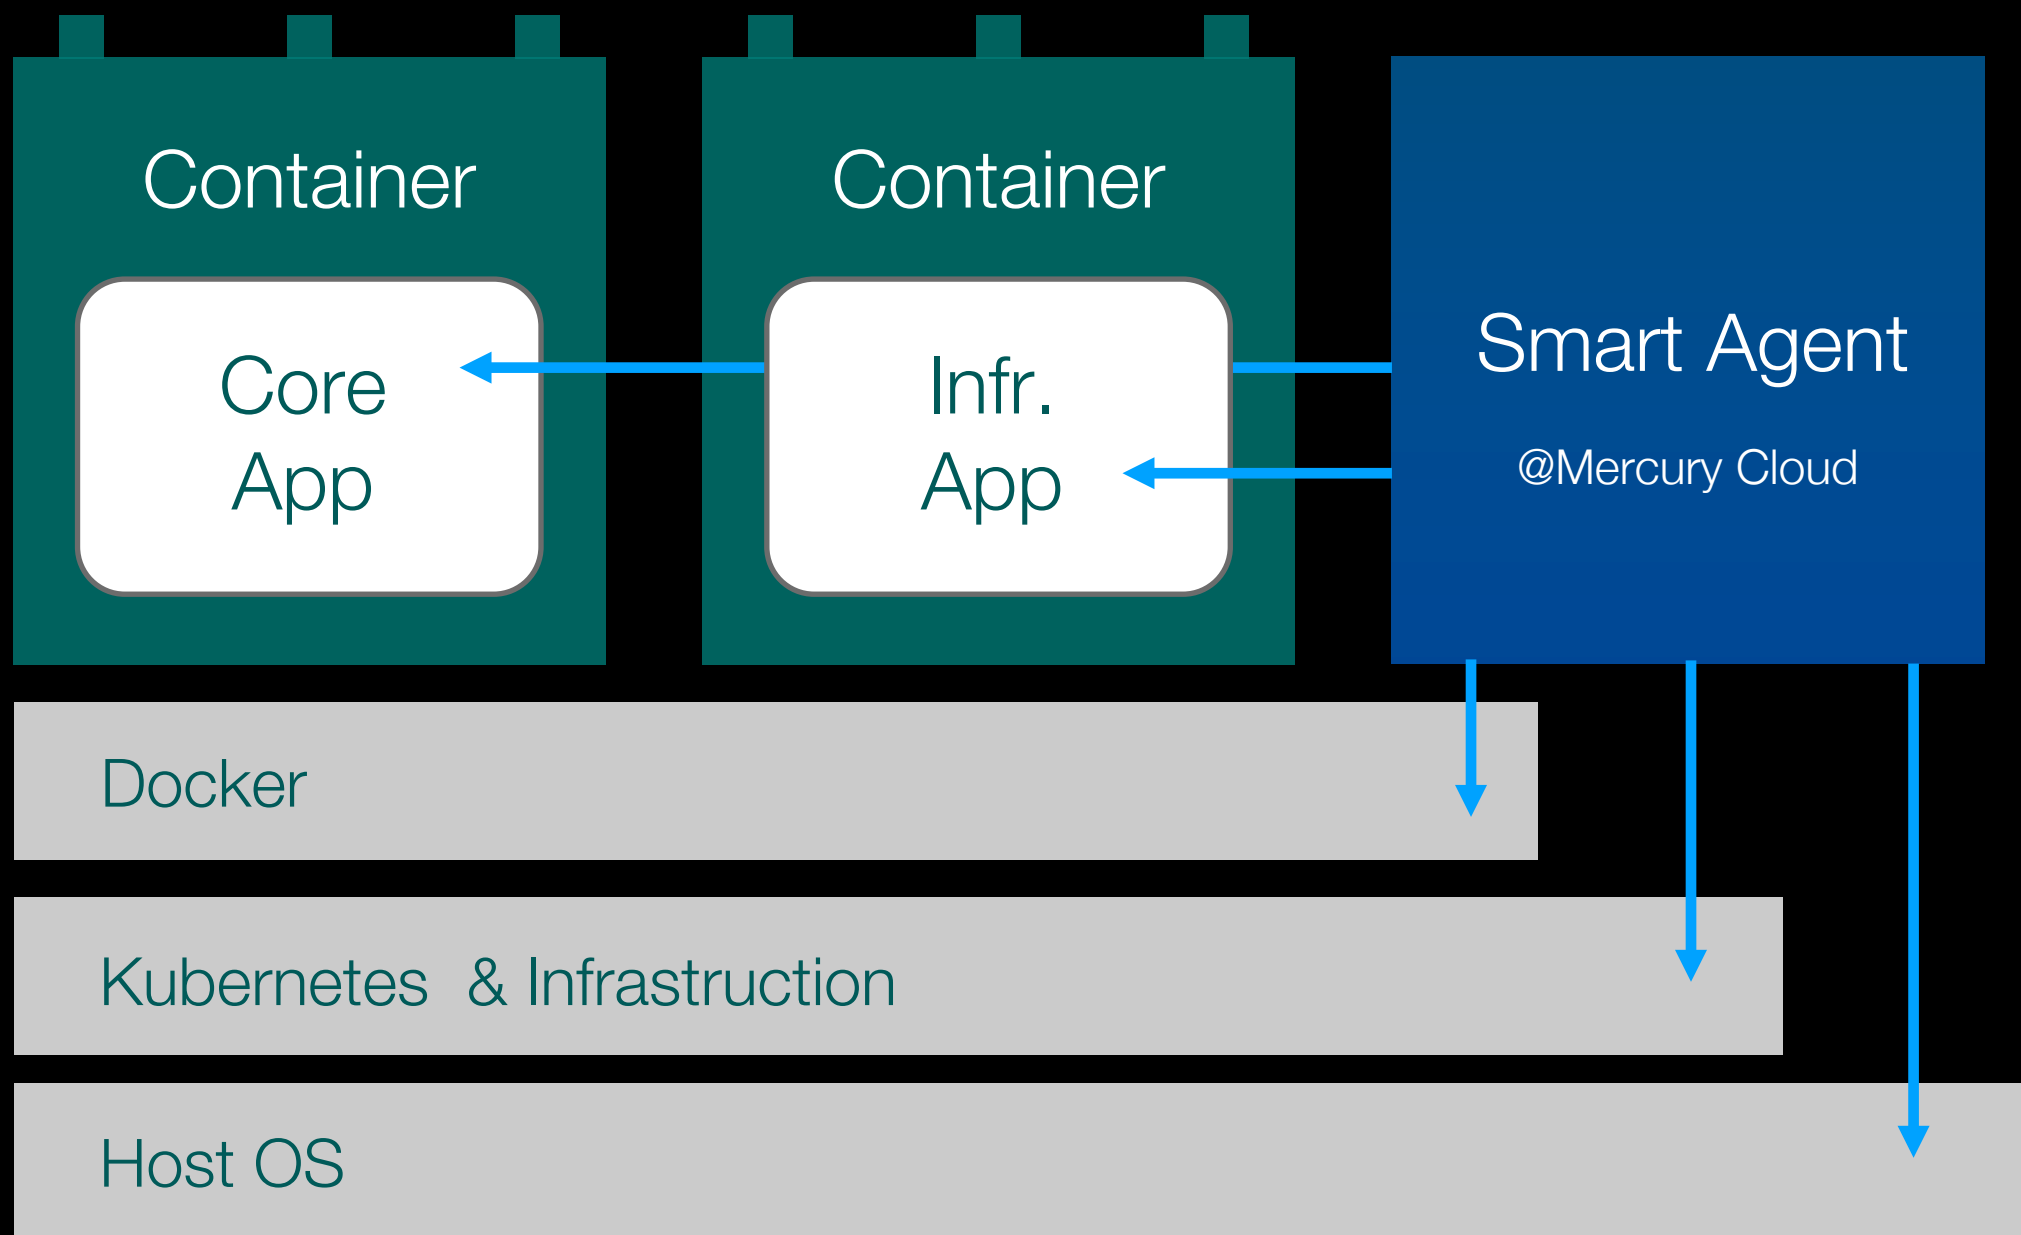 Container
Core
App
Container
Infr.
App
Smart Agent
@Mercury Cloud
Docker
Kubernetes  & Infrastruction
Host OS